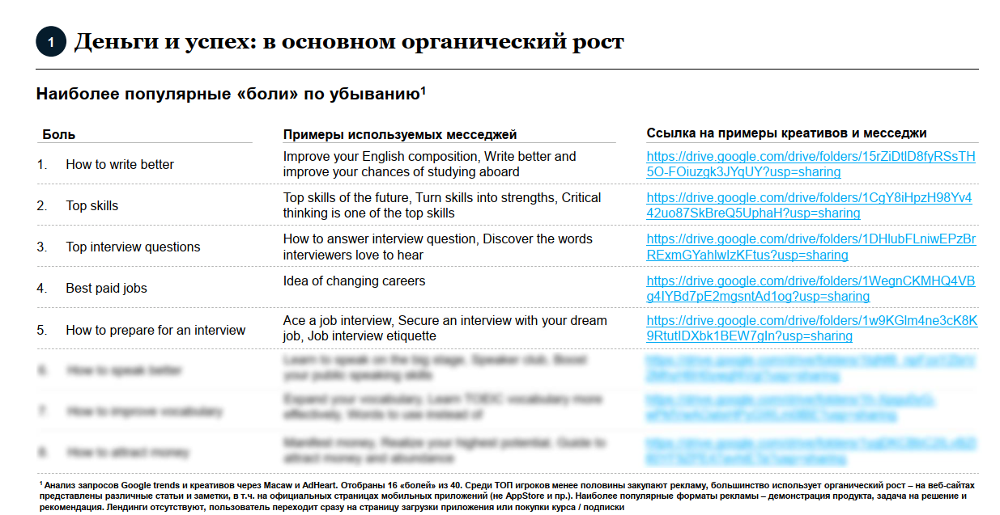 1 Деньги и успех: в основном органический рост
Наиболее популярные «боли» по убыванию¹
Боль Примеры используемых месседжей Ссылка на примеры креативов и месседжи
1. How to write better
Improve your English composition, Write better and
improve your chances of studying aboard
https://drive.google.com/drive/folders/15rZiDtlD8fyRSsTH
5O-FOiuzgk3JYqUY?usp=sharing
2. Top skills
Top skills of the future, Turn skills into strengths, Critical
thinking is one of the top skills
https://drive.google.com/drive/folders/1CgY8iHpzH98Yv4
42uo87SkBreQ5UphaH?usp=sharing
3. Top interview questions
How to answer interview question, Discover the words
interviewers love to hear
https://drive.google.com/drive/folders/1DHlubFLniwEPzBr
RExmGYahlwIzKFtus?usp=sharing
4. Best paid jobs
Idea of changing careers
https://drive.google.com/drive/folders/1WegnCKMHQ4VB
g4IYBd7pE2mgsntAd1og?usp=sharing
5. How to prepare for an interview
Ace a job interview, Secure an interview with your dream
job, Job interview etiquette
https://drive.google.com/drive/folders/1w9KGlm4ne3cK8K
9RtutIDXbk1BEW7gIn?usp=sharing
6. How to speak better
Learn to speak on the big stage, Speaker club, Boost
your public speaking skills
7. How to improve vocabulary
Expand your vocabulary, Learn TOEIC vocabulary more
effectively, Words to use instead of
8. How to attract money
Manifest money, Realize your highest potential, Guide to
attract money and abundance
¹ Анализ запросов Google trends и креативов через Macaw и AdHeart. Отобраны 16 «болей» из 40. Среди ТОП игроков менее половины закупают рекламу, большинство использует органический рост – на веб-сайтах
представлены различные статьи и заметки, в т.ч. на официальных страницах мобильных приложений (не AppStore и пр.). Наиболее популярные форматы рекламы – демонстрация продукта, задача на решение и
рекомендация. Лендинги отсутствуют, пользователь переходит сразу на страницу загрузки приложения или покупки курса / подписки